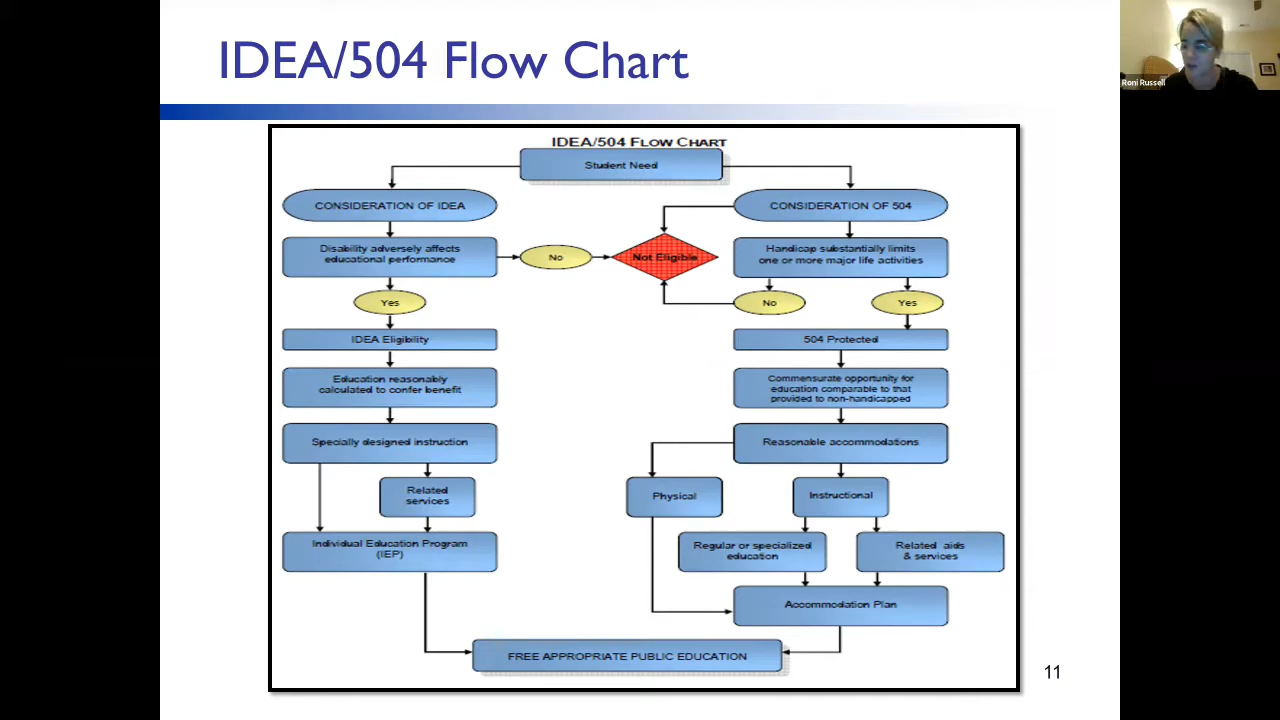 IDEA/504 Flow Chart
Roni Russell
IDEA/504 FLOW CHART
Student Need
CONSIDERATION OF IDEA
CONSIDERATION OF 504
Disability adversely affects
educational performance
No
Not Eligible
Handicap substantially limits
one or more major life activities
Yes
No
Yes
IDEA Eligibility
504 Protected
Education reasonably
calculated to confer benefit
Commensurate opportunity for
education comparable to that
provided to non-handicapped
Specially designed instruction
Reasonable accommodations
Related
services
Physical
Instructional
Individual Education Program
(IEP)
Regular or specialized
education
Related aids
& services
Accommodation Plan
FREE APPROPRIATE PUBLIC EDUCATION
11